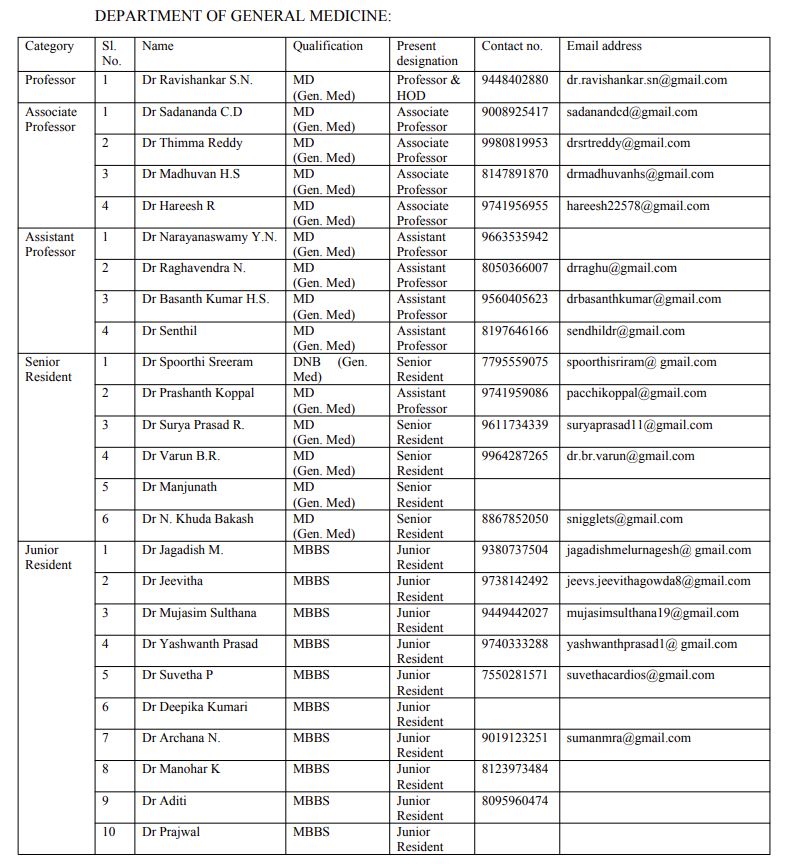 DEPARTMENT OF GENERAL MEDICINE:
Category Sl. No. Name Qualification Present designation Contact no. Email address
Professor 1 Dr Ravishankar S.N. MD (Gen. Med) Professor & HOD 9448402880 dr.ravishankar.sn@gmail.com
Associate Professor 1 Dr Sadananda C.D MD (Gen. Med) Associate Professor 9008925417 sadanandcd@gmail.com
2 Dr Thimma Reddy MD (Gen. Med) Associate Professor 9980819953 drsrtreddy@gmail.com
3 Dr Madhuvan H.S MD (Gen. Med) Associate Professor 8147891870 drmadhuvanhs@gmail.com
4 Dr Hareesh R MD (Gen. Med) Associate Professor 9741956955 hareesh22578@gmail.com
Assistant Professor 1 Dr Narayanaswamy Y.N. MD (Gen. Med) Assistant Professor 9663535942
2 Dr Raghavendra N. MD (Gen. Med) Assistant Professor 8050366007 drraghu@gmail.com
3 Dr Basanth Kumar H.S. MD (Gen. Med) Assistant Professor 9560405623 drbasanthkumar@gmail.com
4 Dr Senthil MD (Gen. Med) Assistant Professor 8197646166 sendhildr@gmail.com
Senior Resident 1 Dr Spoorthi Sreeram DNB (Gen. Med) Senior Resident 7795559075 spoorthisriram@ gmail.com
2 Dr Prashanth Koppal MD (Gen. Med) Assistant Professor 9741959086 pacchikoppal@gmail.com
3 Dr Surya Prasad R. MD (Gen. Med) Senior Resident 9611734339 suryaprasad11@gmail.com
4 Dr Varun B.R. MD (Gen. Med) Senior Resident 9964287265 dr.br.varun@gmail.com
5 Dr Manjunath MD (Gen. Med) Senior Resident
6 Dr N. Khuda Bakash MD (Gen. Med) Senior Resident 8867852050 snigglets@gmail.com
Junior Resident 1 Dr Jagadish M. MBBS Junior Resident 9380737504 jagadishmelurnagesh@ gmail.com
2 Dr Jeevitha MBBS Junior Resident 9738142492 jeevs.jeevithagowda8@gmail.com
3 Dr Mujasim Sulthana MBBS Junior Resident 9449442027 mujasimsulthana19@gmail.com
4 Dr Yashwanth Prasad MBBS Junior Resident 9740333288 yashwanthprasad1@ gmail.com
5 Dr Suvetha P MBBS Junior Resident 7550281571 suvethacardios@gmail.com
6 Dr Deepika Kumari MBBS Junior Resident
7 Dr Archana N. MBBS Junior Resident 9019123251 sumanmra@gmail.com
8 Dr Manohar K MBBS Junior Resident 8123973484
9 Dr Aditi MBBS Junior Resident 8095960474
10 Dr Prajwal MBBS Junior Resident